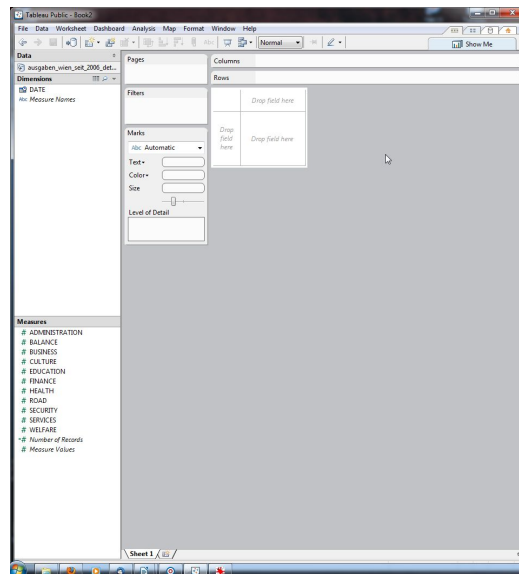 Tableau Public - Book2
File Data Worksheet Dashboard Analysis Map Format Window Help
Abc Normal
Show Me
Data
ausgaben_wien_seit_2006_det...
Dimensions
DATE
Abc Measure Names
Measures
# ADMINISTRATION
# BALANCE
# BUSINESS
# CULTURE
# EDUCATION
# FINANCE
# HEALTH
# ROAD
# SECURITY
# SERVICES
# WELFARE
# Number of Records
# Measure Values
Pages
Filters
Marks
Abc Automatic
Text
Color
Size
Level of Detail
Columns
Rows
Drop field here
Drop field here
Drop field here
Sheet 1